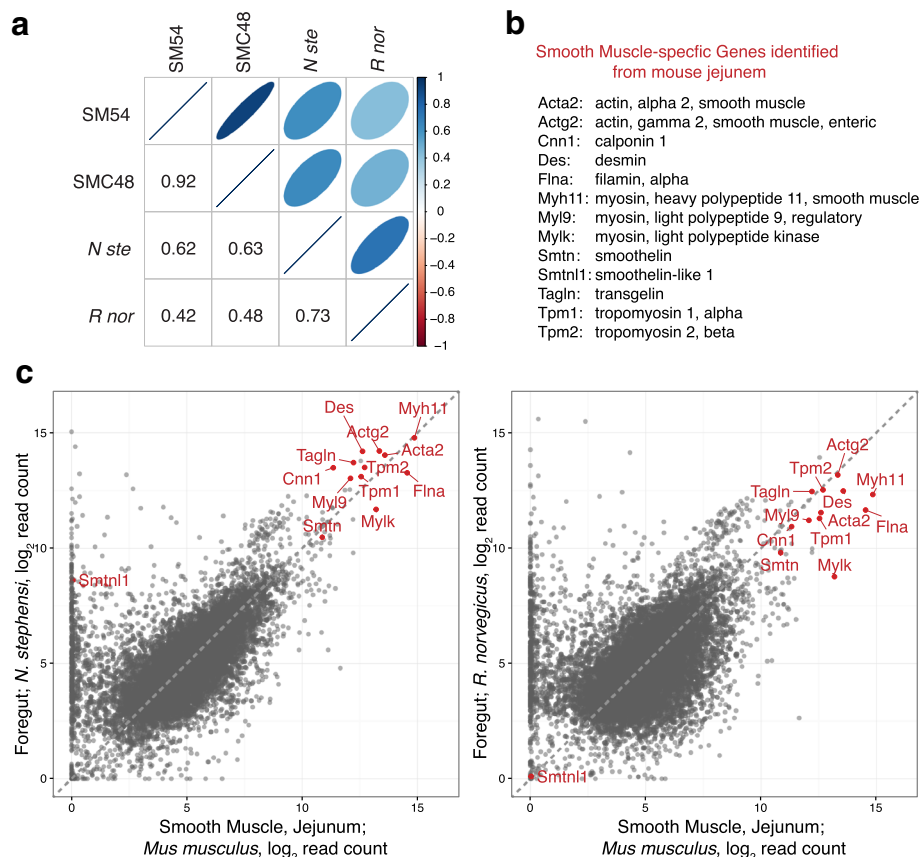 a
SM54
SMC48
N ste
R nor
SM54
SMC48
0.92
N ste
0.62
0.63
R nor
0.42
0.48
0.73
1
0.8
0.6
0.4
0.2
0
−0.2
−0.4
−0.6
−0.8
−1
b
Smooth Muscle-specfic Genes identified
from mouse jejunem
Acta2: actin, alpha 2, smooth muscle
Actg2: actin, gamma 2, smooth muscle, enteric
Cnn1: calponin 1
Des: desmin
Flna: filamin, alpha
Myh11: myosin, heavy polypeptide 11, smooth muscle
Myl9: myosin, light polypeptide 9, regulatory
Mylk: myosin, light polypeptide kinase
Smtn: smoothelin
Smtnl1: smoothelin-like 1
Tagln: transgelin
Tpm1: tropomyosin 1, alpha
Tpm2: tropomyosin 2, beta
c
Foregut; N. stephensi, log2 read count
15
10
5
0
Des
Myh11
Actg2
Acta2
Tagln
Tpm2
Cnn1
Tpm1
Flna
Myl9
Mylk
Smtn
Smtnl1
0
5
10
15
Smooth Muscle, Jejunum;
Mus musculus, log2 read count
Foregut; R. norvegicus, log2 read count
15
10
5
0
Actg2
Tpm2
Myh11
Tagln
Des
Myl9
Acta2
Flna
Cnn1
Tpm1
Smtn
Mylk
Smtnl1
0
5
10
15
Smooth Muscle, Jejunum;
Mus musculus, log2 read count